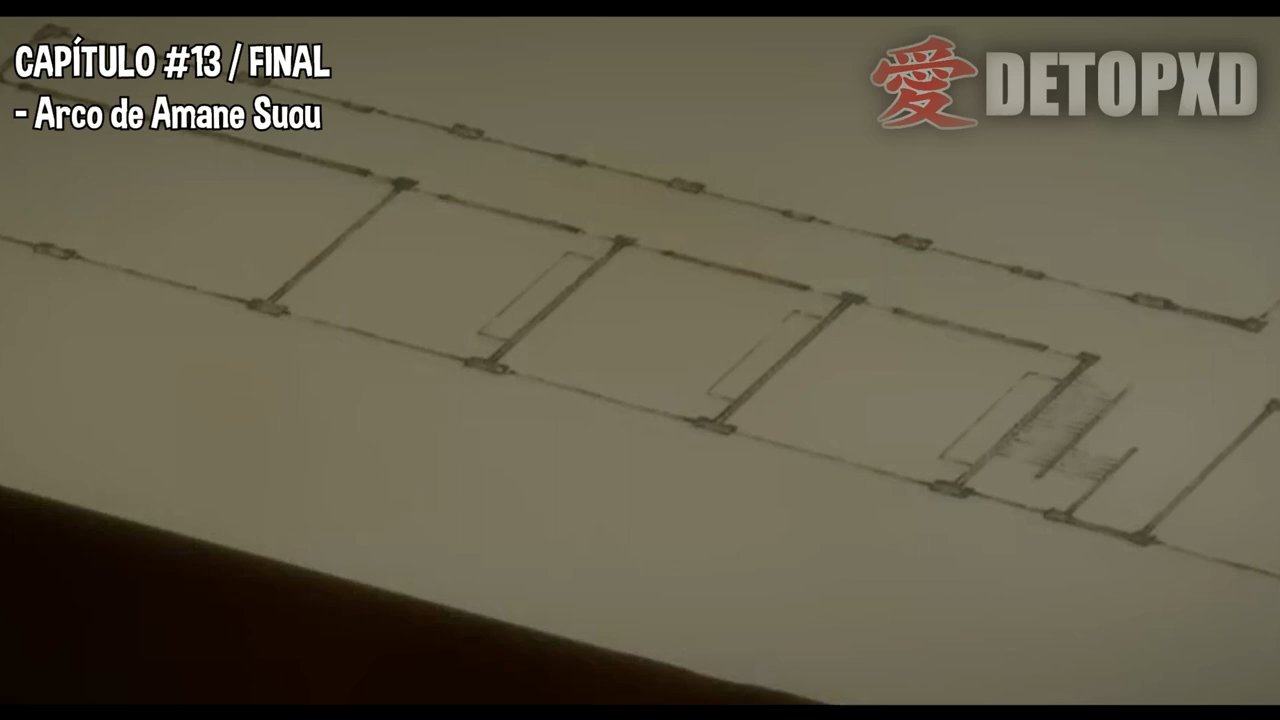 CAPÍTULO #13 / FINAL
- Arco de Amane Suou
愛 DETOPXD